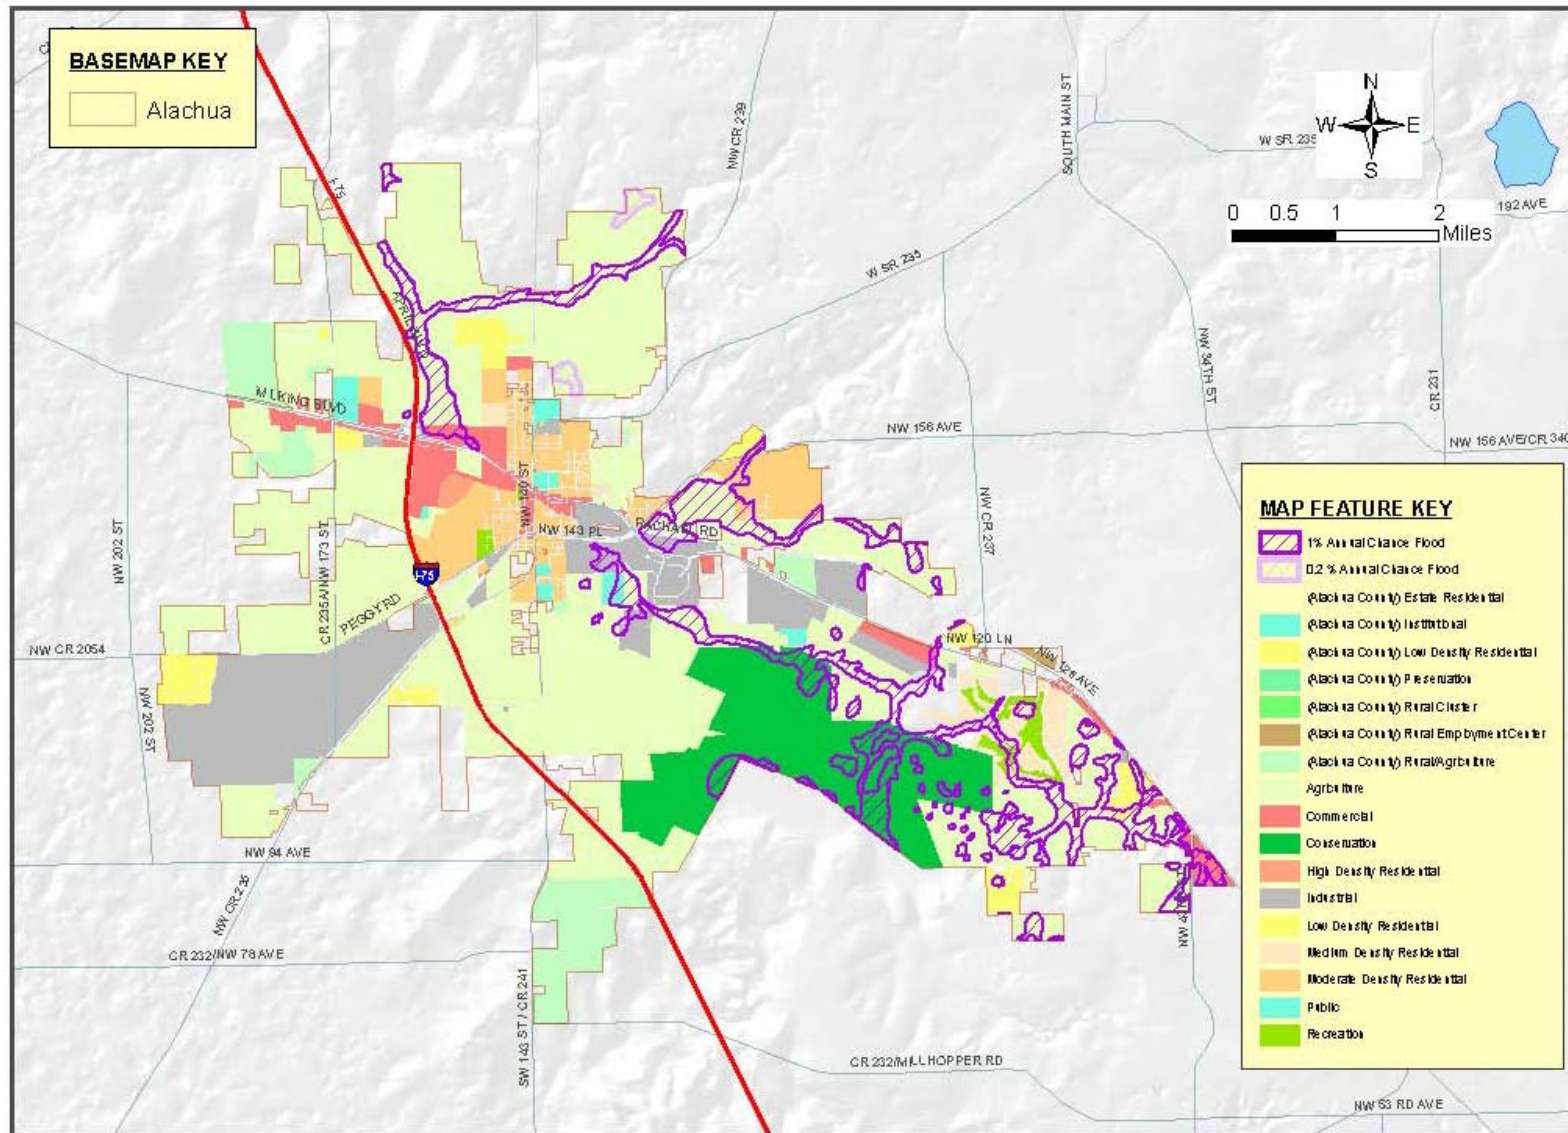 BASEMAP KEY
Alachua
N
W E
S
0 0.5 1 2
Miles
I-75
NW CR 239
SOUTH MAIN ST
192 AVE
W SR 235
M L KING BLVD
NW 202 ST
CR 235A/NW 173 ST
NW 140 ST
NW 156 AVE
NW 34TH ST
CR 231
NW 156 AVE/CR 340
NW 143 PL
RD
NW CR 237
I-75
PEGGY RD
NW CR 2054
NW 120 LN
NW 202 ST
NW 94 AVE
NW CR 235
CR 232/NW 78 AVE
SW 143 ST / CR 241
CR 232/MILLHOPPER RD
NW 53 RD AVE
MAP FEATURE KEY
1% Annual Chance Flood
0.2 % Annual Chance Flood
(Alachua County) Estate Residential
(Alachua County) Institutional
(Alachua County) Low Density Residential
(Alachua County) Preservation
(Alachua County) Rural Cluster
(Alachua County) Rural Employment Center
(Alachua County) Rural/Agriculture
Agriculture
Commercial
Conservation
High Density Residential
Industrial
Low Density Residential
Medium Density Residential
Moderate Density Residential
Public
Recreation